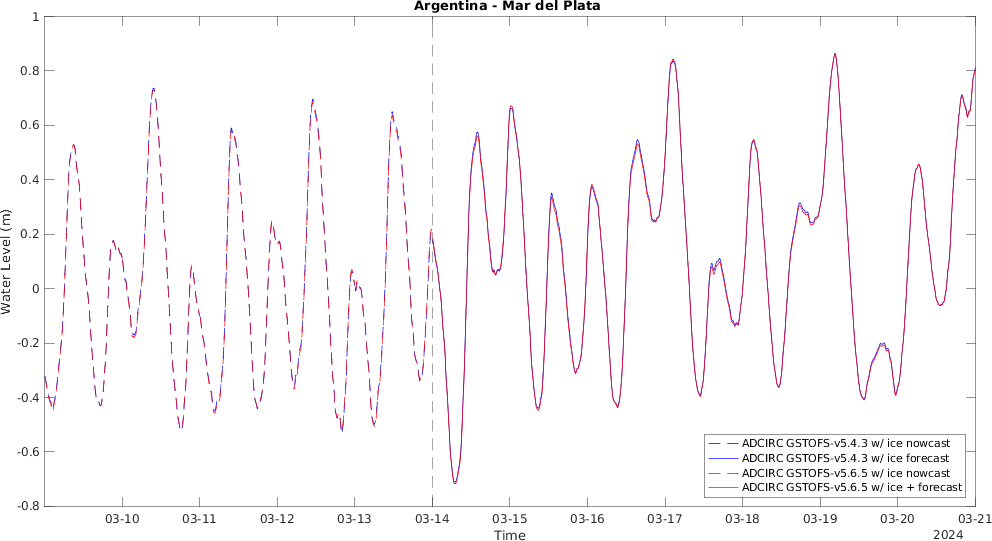 Argentina - Mar del Plata
1
0.8
0.6
0.4
0.2
0
-0.2
-0.4
-0.6
-0.8
Water Level (m)
ADCIRC GSTOFS-v5.4.3 w/ ice nowcast
ADCIRC GSTOFS-v5.4.3 w/ ice forecast
ADCIRC GSTOFS-v5.6.5 w/ ice nowcast
ADCIRC GSTOFS-v5.6.5 w/ ice + forecast
03-10 03-11 03-12 03-13 03-14 03-15 03-16 03-17 03-18 03-19 03-20 03-21
Time
2024